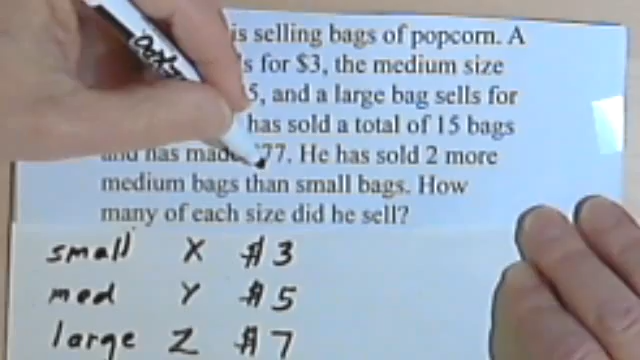 is selling bags of popcorn. A
s for $3, the medium size
5, and a large bag sells for
has sold a total of 15 bags
and has made 77. He has sold 2 more
medium bags than small bags. How
many of each size did he sell?
small X $3
med Y $5
large Z $7